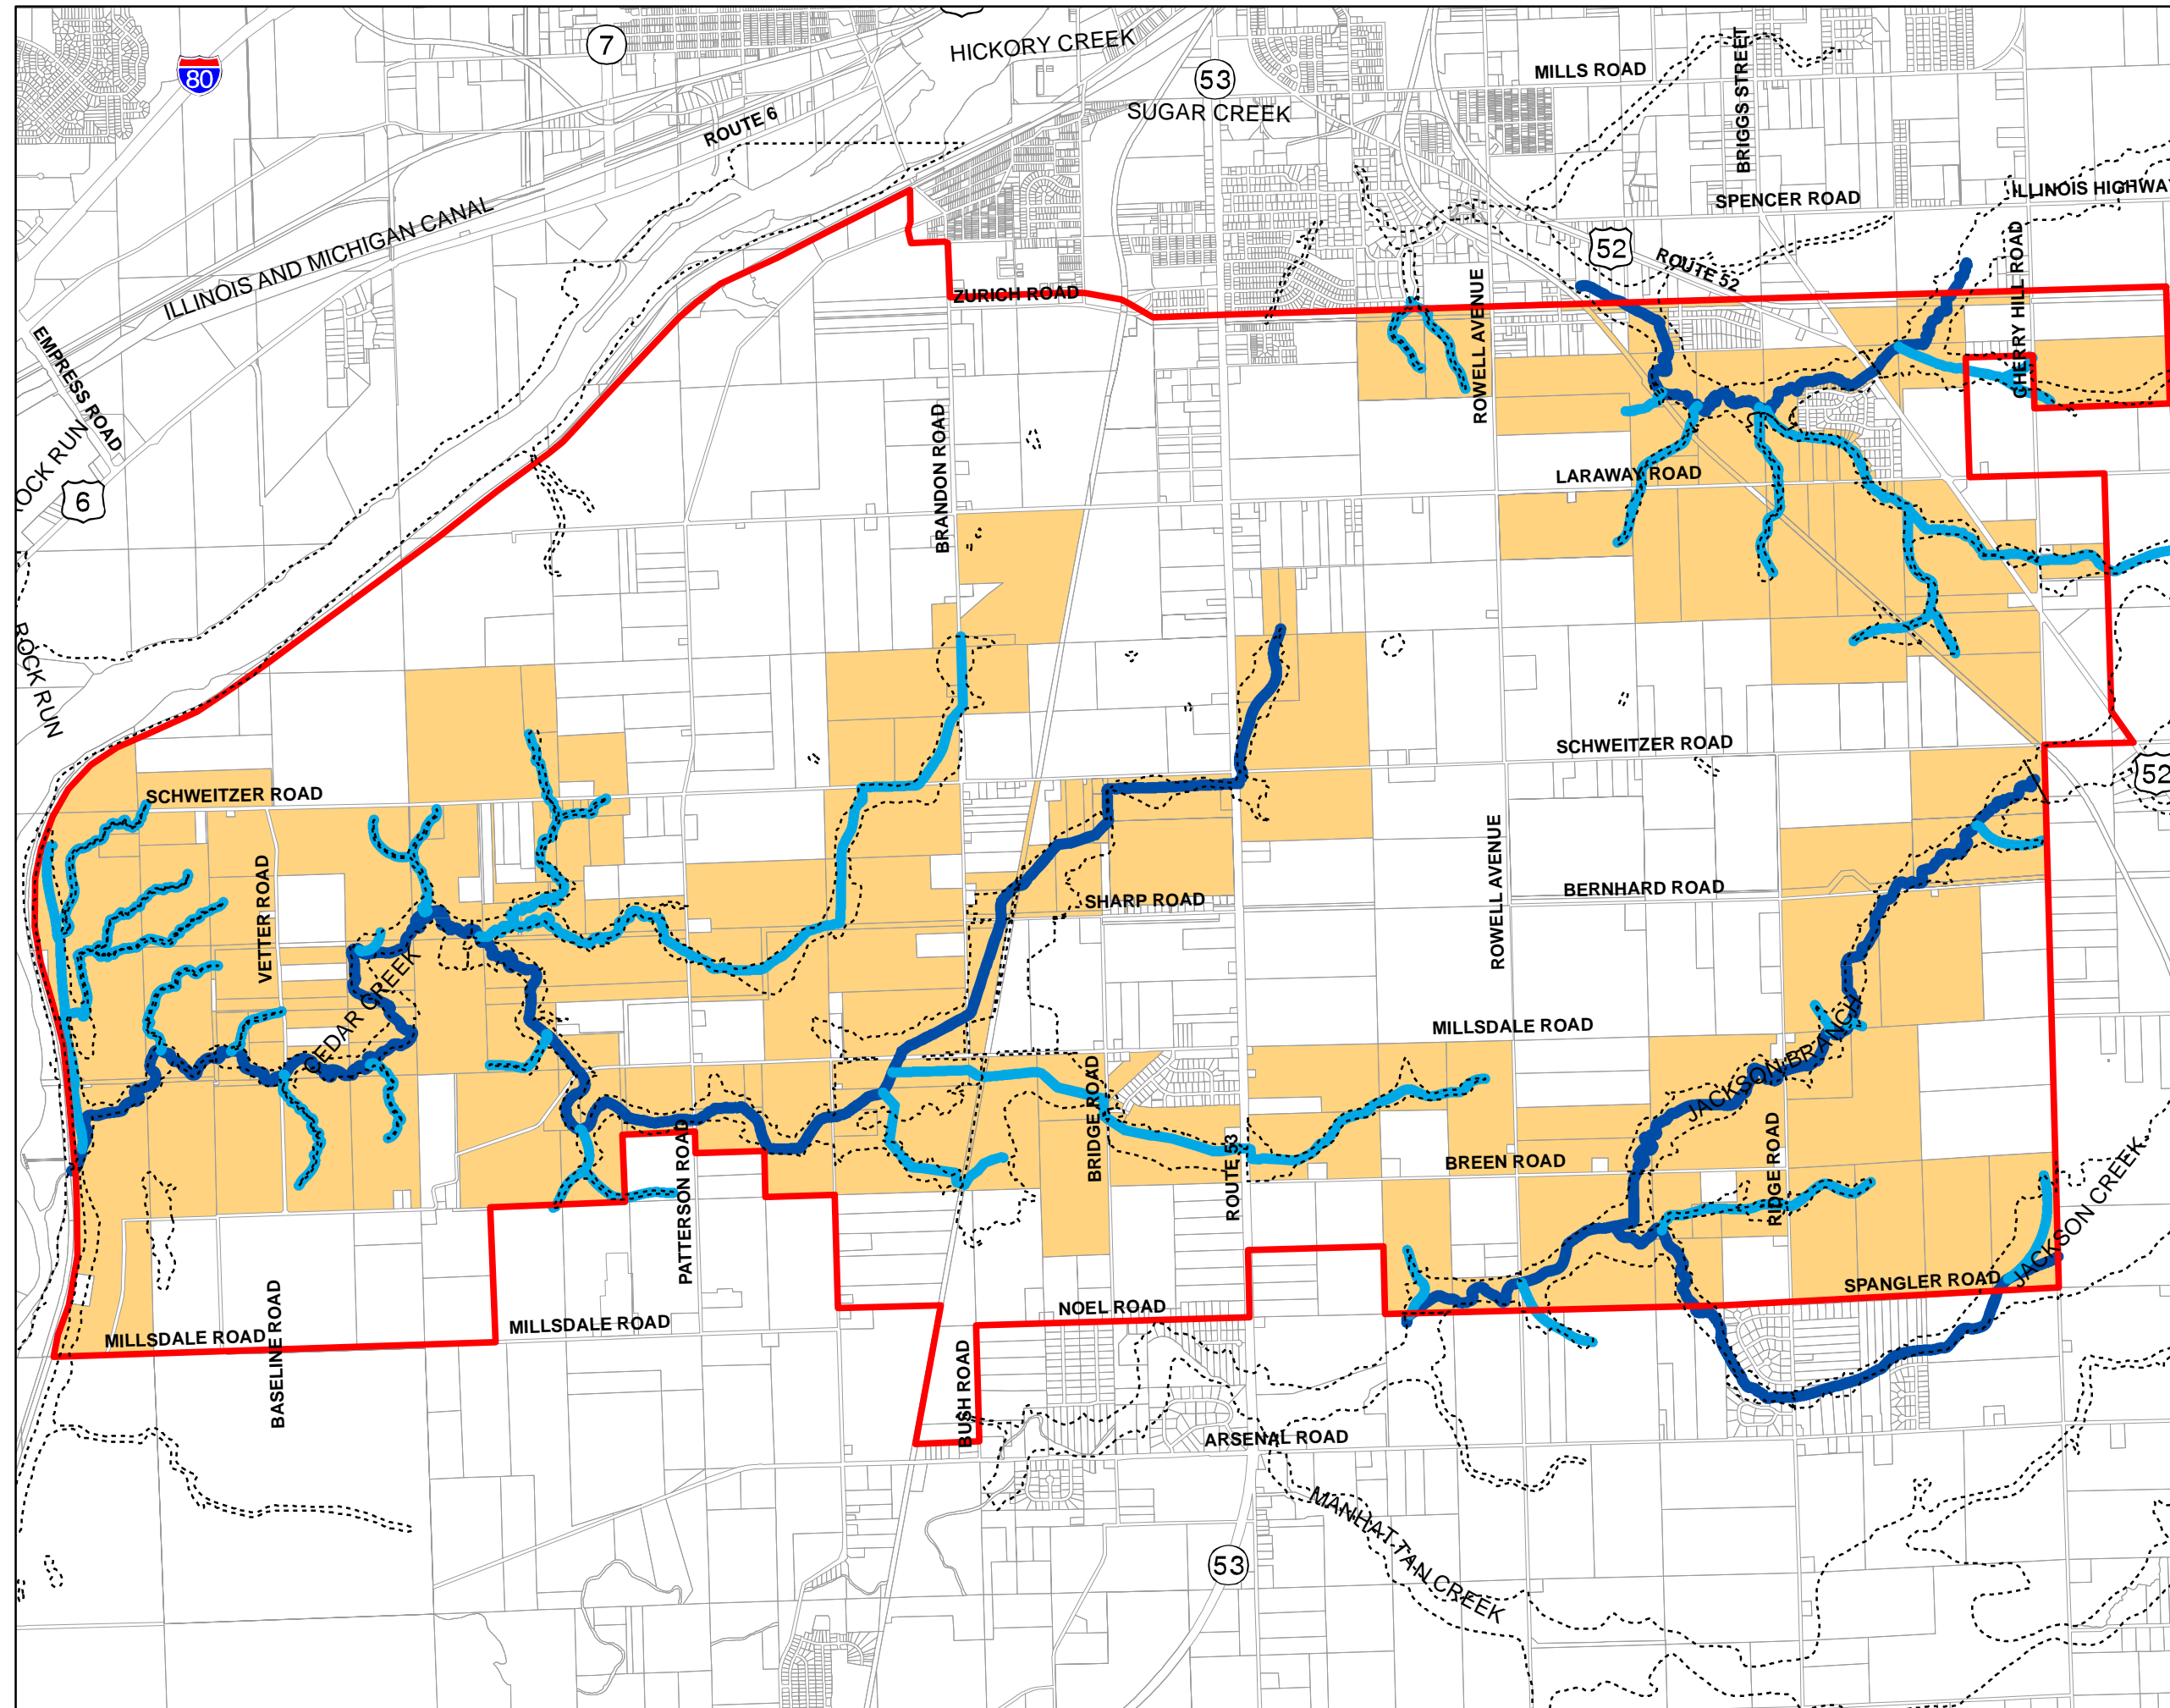 7
HICKORY CREEK
80
53
MILLS ROAD
BRIGGS STREET
SUGAR CREEK
ROUTE 6
SPENCER ROAD
ILLINOIS HIGHWAY
ILLINOIS AND MICHIGAN CANAL
52
ROUTE 52
CHERRY HILL ROAD
ZURICH ROAD
ROWELL AVENUE
EMPRESS ROAD
ROCK RUN
6
BRANDON ROAD
LARAWAY ROAD
ROCK RUN
SCHWEITZER ROAD
52
SCHWEITZER ROAD
ROWELL AVENUE
BERNHARD ROAD
SHARP ROAD
VETTER ROAD
CEDAR CREEK
MILLSDALE ROAD
JACKSON BRANCH
BRIDGE ROAD
RIDGE ROAD
BREEN ROAD
ROUTE 53
PATTERSON ROAD
JACKSON CREEK
SPANGLER ROAD
NOEL ROAD
MILLSDALE ROAD
MILLSDALE ROAD
BASELINE ROAD
BUSH ROAD
ARSENAL ROAD
MANHATTAN CREEK
53